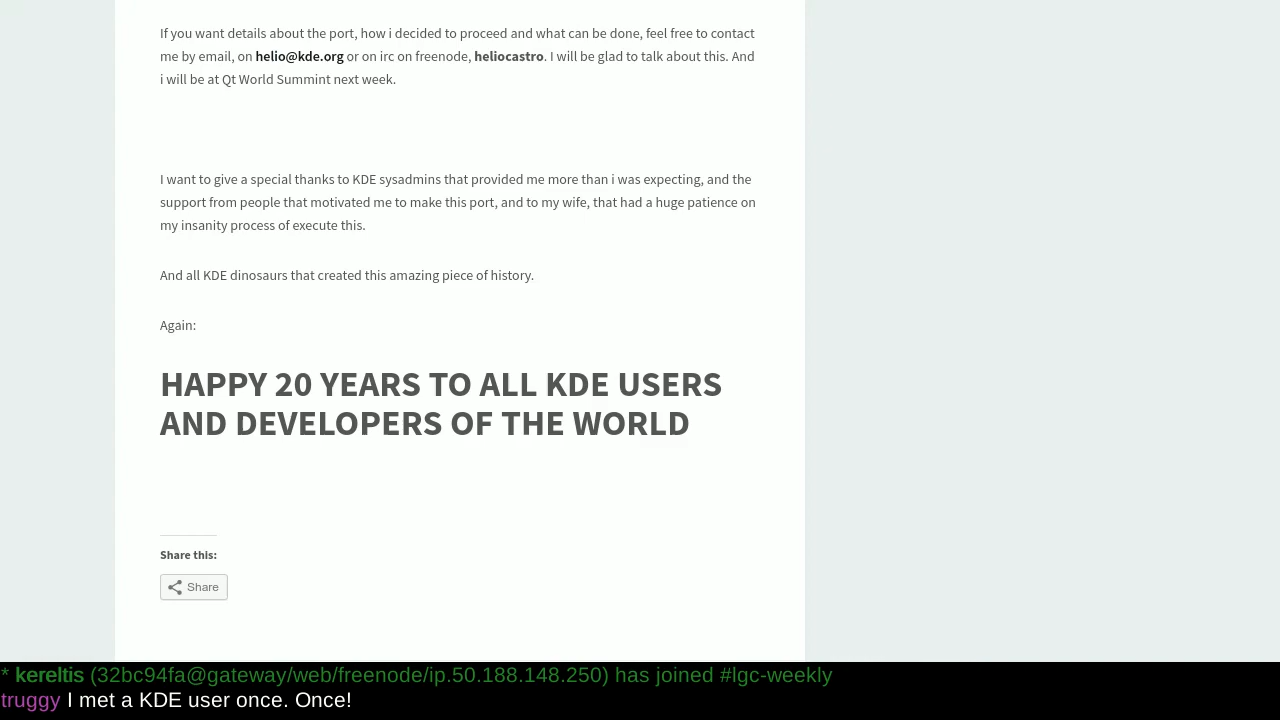 If you want details about the port, how i decided to proceed and what can be done, feel free to contact
me by email, on helio@kde.org or on irc on freenode, heliocastro. I will be glad to talk about this. And
i will be at Qt World Summint next week.
I want to give a special thanks to KDE sysadmins that provided me more than i was expecting, and the
support from people that motivated me to make this port, and to my wife, that had a huge patience on
my insanity process of execute this.
And all KDE dinosaurs that created this amazing piece of history.
Again:
HAPPY 20 YEARS TO ALL KDE USERS
AND DEVELOPERS OF THE WORLD
Share this:
Share
* kereltis (32bc94fa@gateway/web/freenode/ip.50.188.148.250) has joined #lgc-weekly
truggy I met a KDE user once. Once!